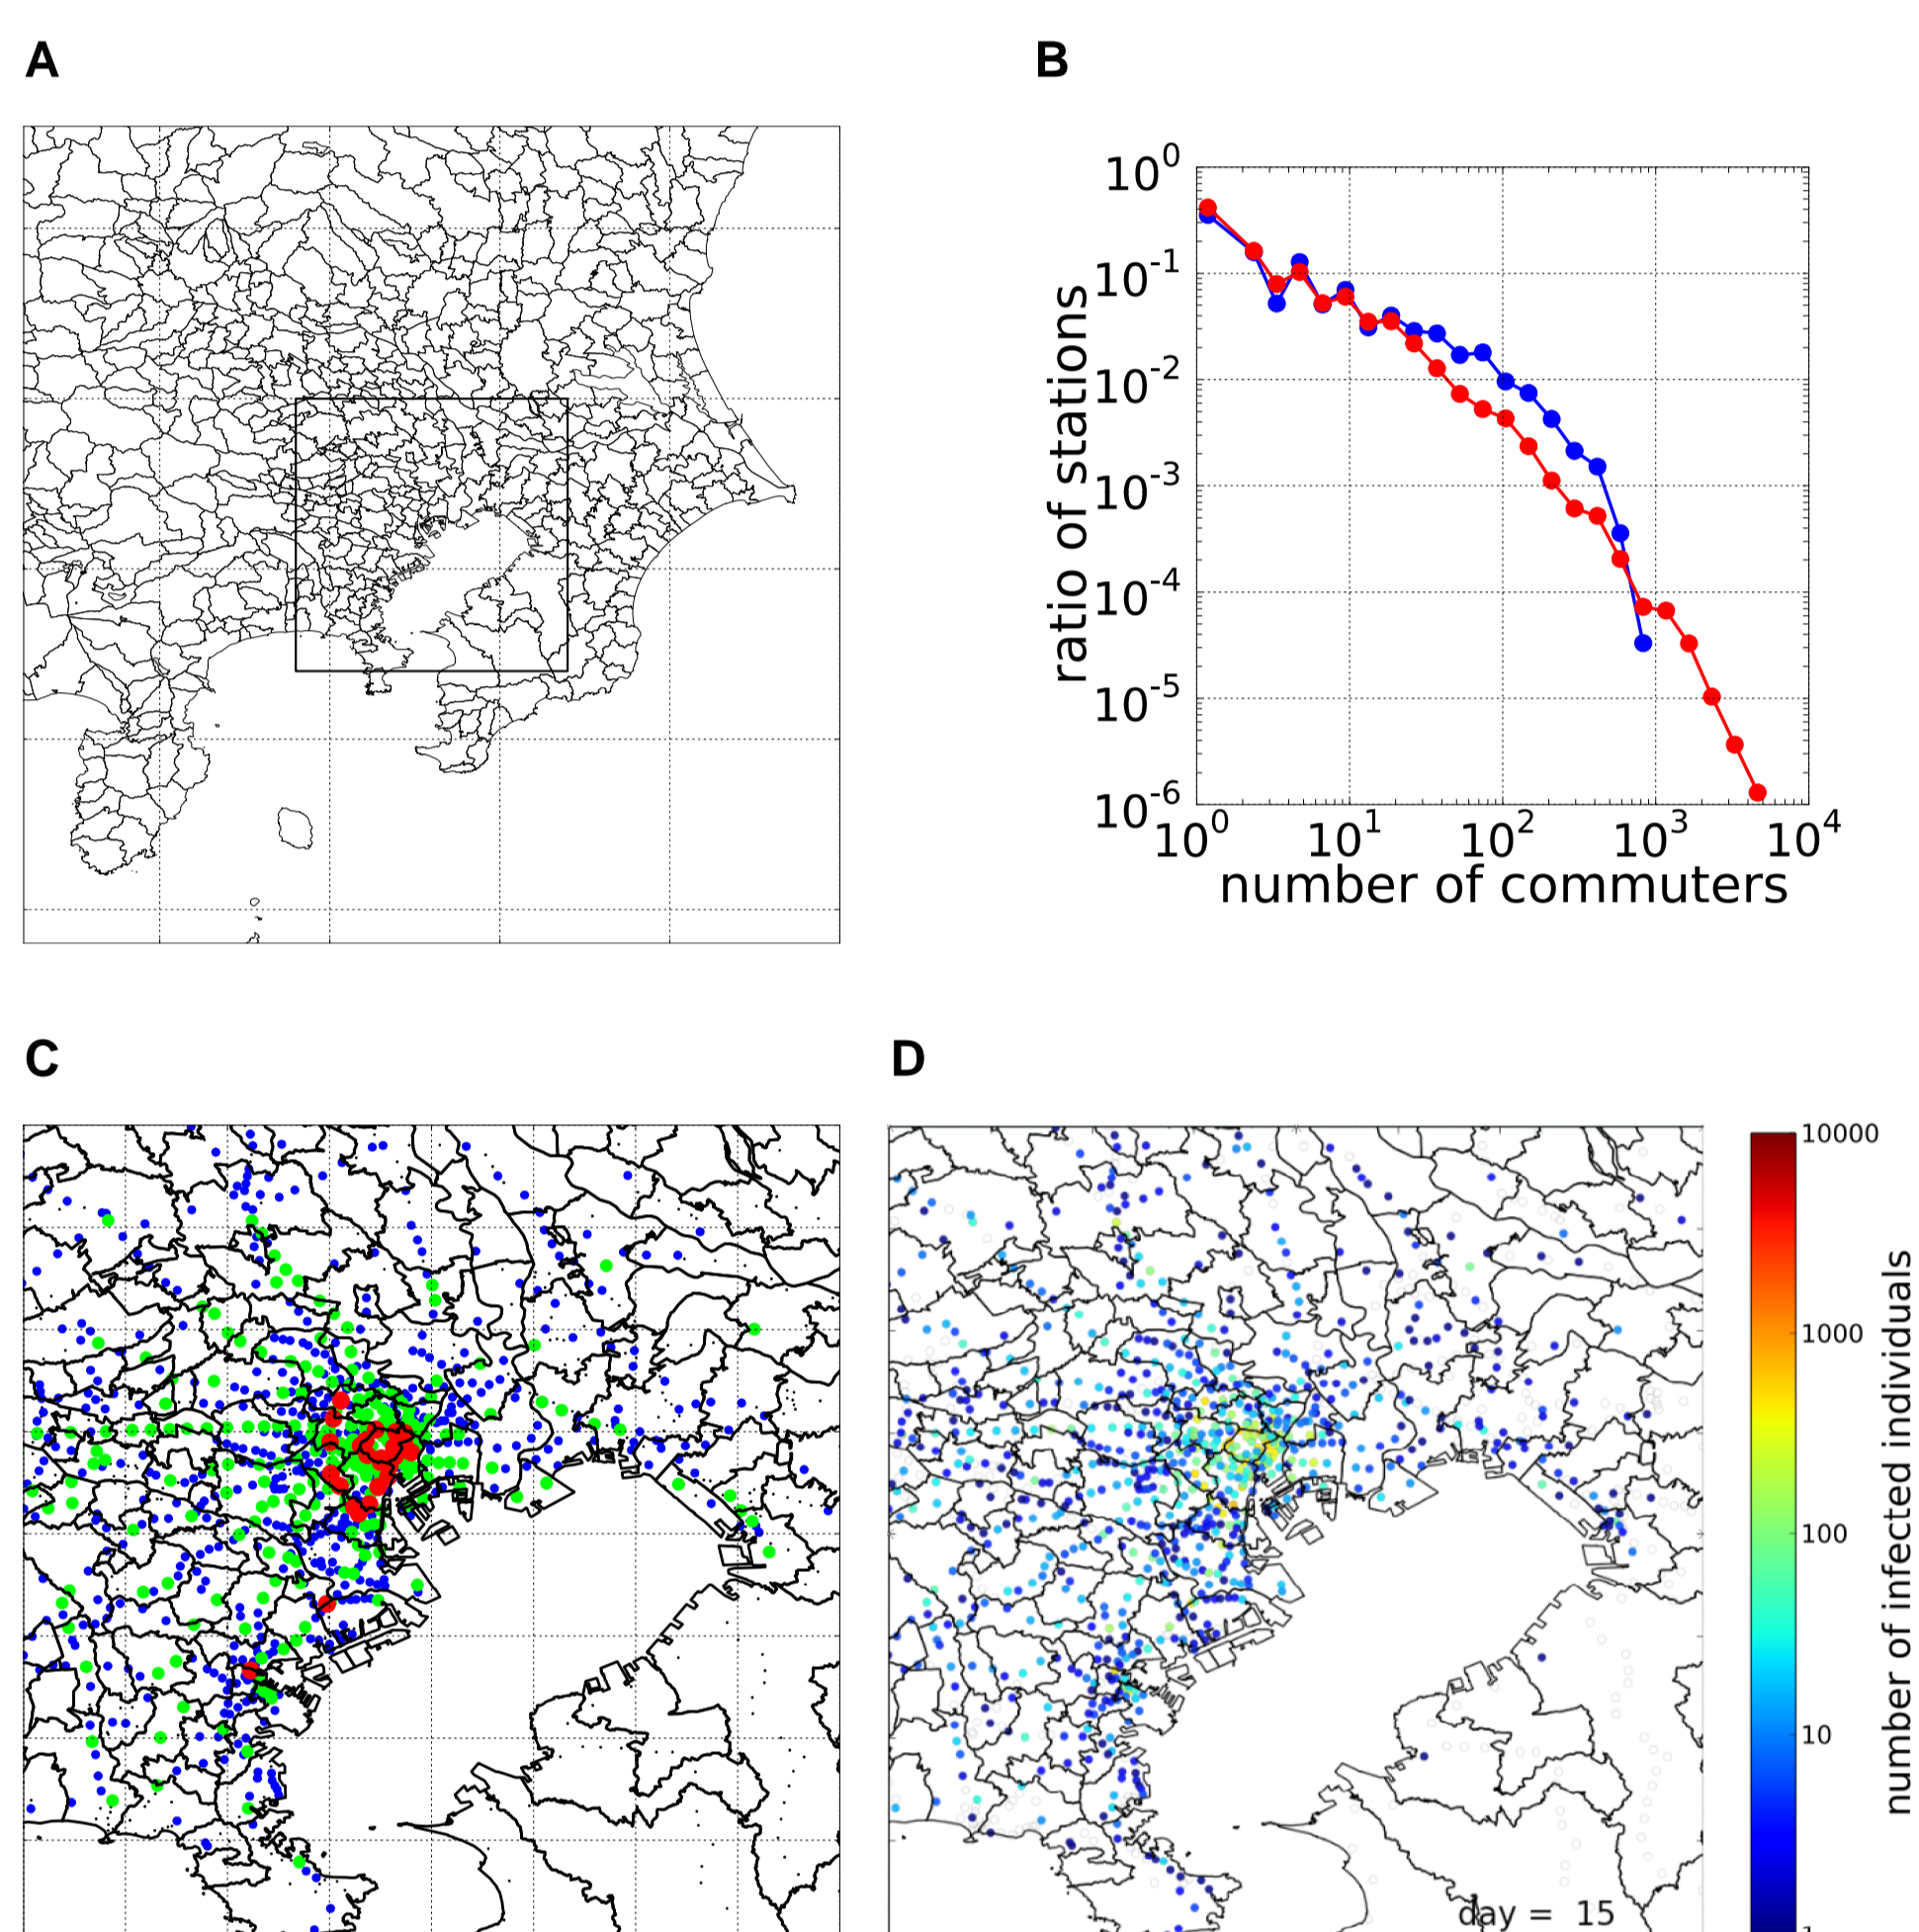 A
B
10^0
10^-1
10^-2
10^-3
10^-4
10^-5
10^-6
ratio of stations
10^0 10^1 10^2 10^3 10^4
number of commuters
C
D
10000
1000
100
10
1
number of infected individuals
day = 15